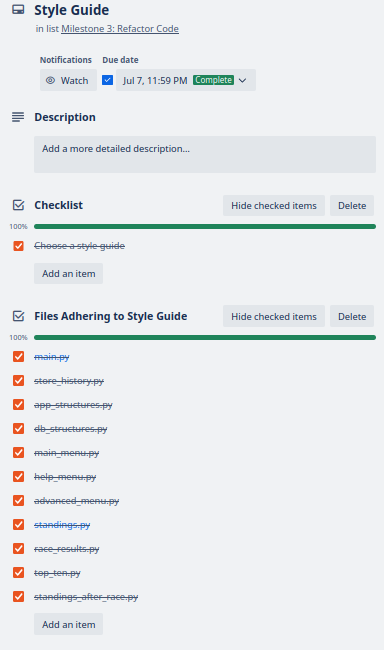 Style Guide
in list Milestone 3: Refactor Code
Notifications Due date
Watch Jul 7, 11:59 PM Complete
Description
Add a more detailed description...
Checklist Hide checked items Delete
100%
Choose a style guide
Add an item
Files Adhering to Style Guide Hide checked items Delete
100%
main.py
store_history.py
app_structures.py
db_structures.py
main_menu.py
help_menu.py
advanced_menu.py
standings.py
race_results.py
top_ten.py
standings_after_race.py
Add an item